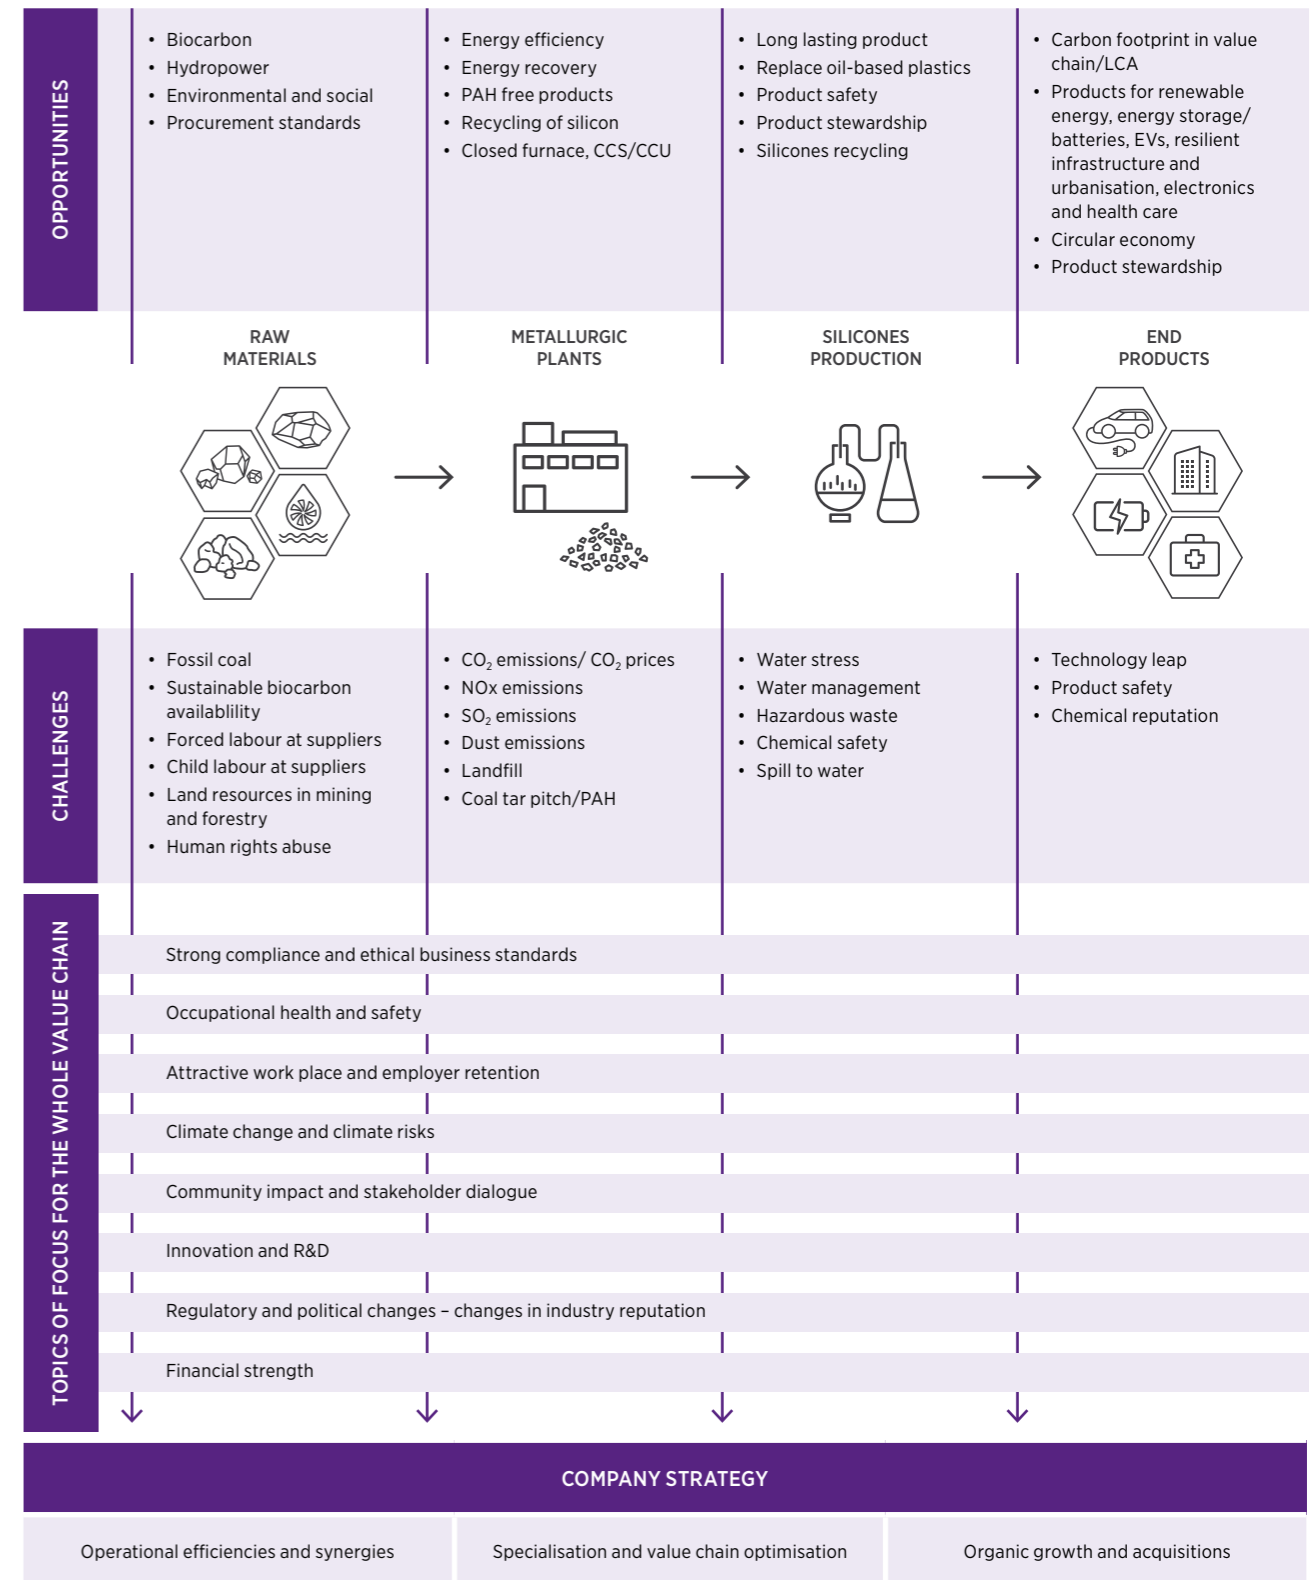 OPPORTUNITIES
• Biocarbon
• Hydropower
• Environmental and social
• Procurement standards
• Energy efficiency
• Energy recovery
• PAH free products
• Recycling of silicon
• Closed furnace, CCS/CCU
• Long lasting product
• Replace oil-based plastics
• Product safety
• Product stewardship
• Silicones recycling
• Carbon footprint in value
chain/LCA
• Products for renewable
energy, energy storage/
batteries, EVs, resilient
infrastructure and
urbanisation, electronics
and health care
• Circular economy
• Product stewardship
RAW
MATERIALS
METALLURGIC
PLANTS
SILICONES
PRODUCTION
END
PRODUCTS
CHALLENGES
• Fossil coal
• Sustainable biocarbon
availablility
• Forced labour at suppliers
• Child labour at suppliers
• Land resources in mining
and forestry
• Human rights abuse
• CO₂ emissions/ CO₂ prices
• NOx emissions
• SO₂ emissions
• Dust emissions
• Landfill
• Coal tar pitch/PAH
• Water stress
• Water management
• Hazardous waste
• Chemical safety
• Spill to water
• Technology leap
• Product safety
• Chemical reputation
TOPICS OF FOCUS FOR THE WHOLE VALUE CHAIN
Strong compliance and ethical business standards
Occupational health and safety
Attractive work place and employer retention
Climate change and climate risks
Community impact and stakeholder dialogue
Innovation and R&D
Regulatory and political changes – changes in industry reputation
Financial strength
COMPANY STRATEGY
Operational efficiencies and synergies
Specialisation and value chain optimisation
Organic growth and acquisitions